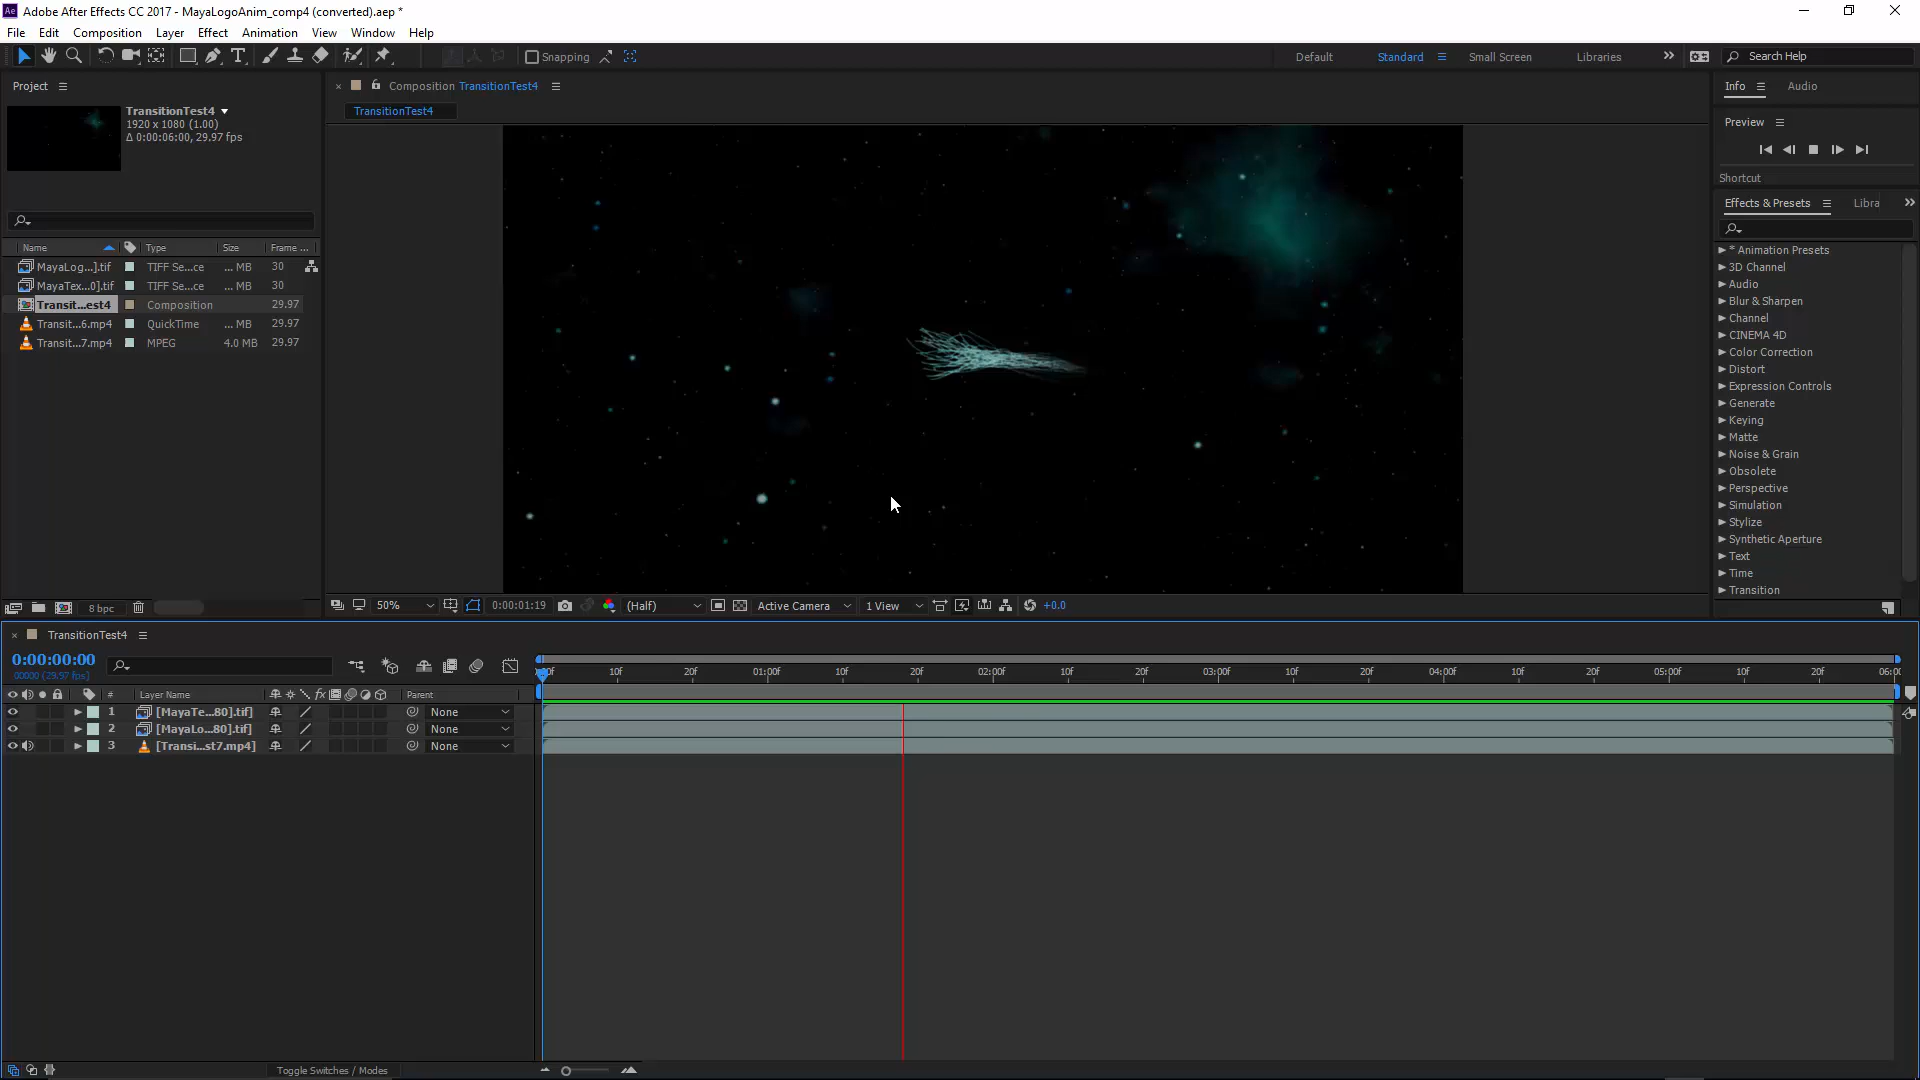 Adobe After Effects CC 2017 - MayaLogoAnim_comp4 (converted).aep *
File Edit Composition Layer Effect Animation View Window Help
Snapping Default Standard Small Screen Libraries Search Help
Project
TransitionTest4
1920 x 1080 (1.00)
Δ 0:00:06:00, 29.97 fps
Name Type Size Frame ...
MayaLog...].tif TIFF Se...ce ... MB 30
MayaTex...0].tif TIFF Se...ce ... MB 30
Transit...est4 Composition 29.97
Transit...6.mp4 QuickTime ... MB 29.97
Transit...7.mp4 MPEG 4.0 MB 29.97
8 bpc
Composition TransitionTest4
TransitionTest4
50% 0:00:01:19 (Half) Active Camera 1 View +0.0
Info Audio
Preview
Shortcut
Effects & Presets Libra
* Animation Presets
3D Channel
Audio
Blur & Sharpen
Channel
CINEMA 4D
Color Correction
Distort
Expression Controls
Generate
Keying
Matte
Noise & Grain
Obsolete
Perspective
Simulation
Stylize
Synthetic Aperture
Text
Time
Transition
TransitionTest4
0:00:00:00
00000 (29.97 fps)
10f 20f 01:00f 10f 20f 02:00f 10f 20f 03:00f 10f 20f 04:00f 10f 20f 05:00f 10f 20f 06:0
# Layer Name Parent
1 [MayaTe...80].tif] None
2 [MayaLo...80].tif] None
3 [Transi...st7.mp4] None
Toggle Switches / Modes